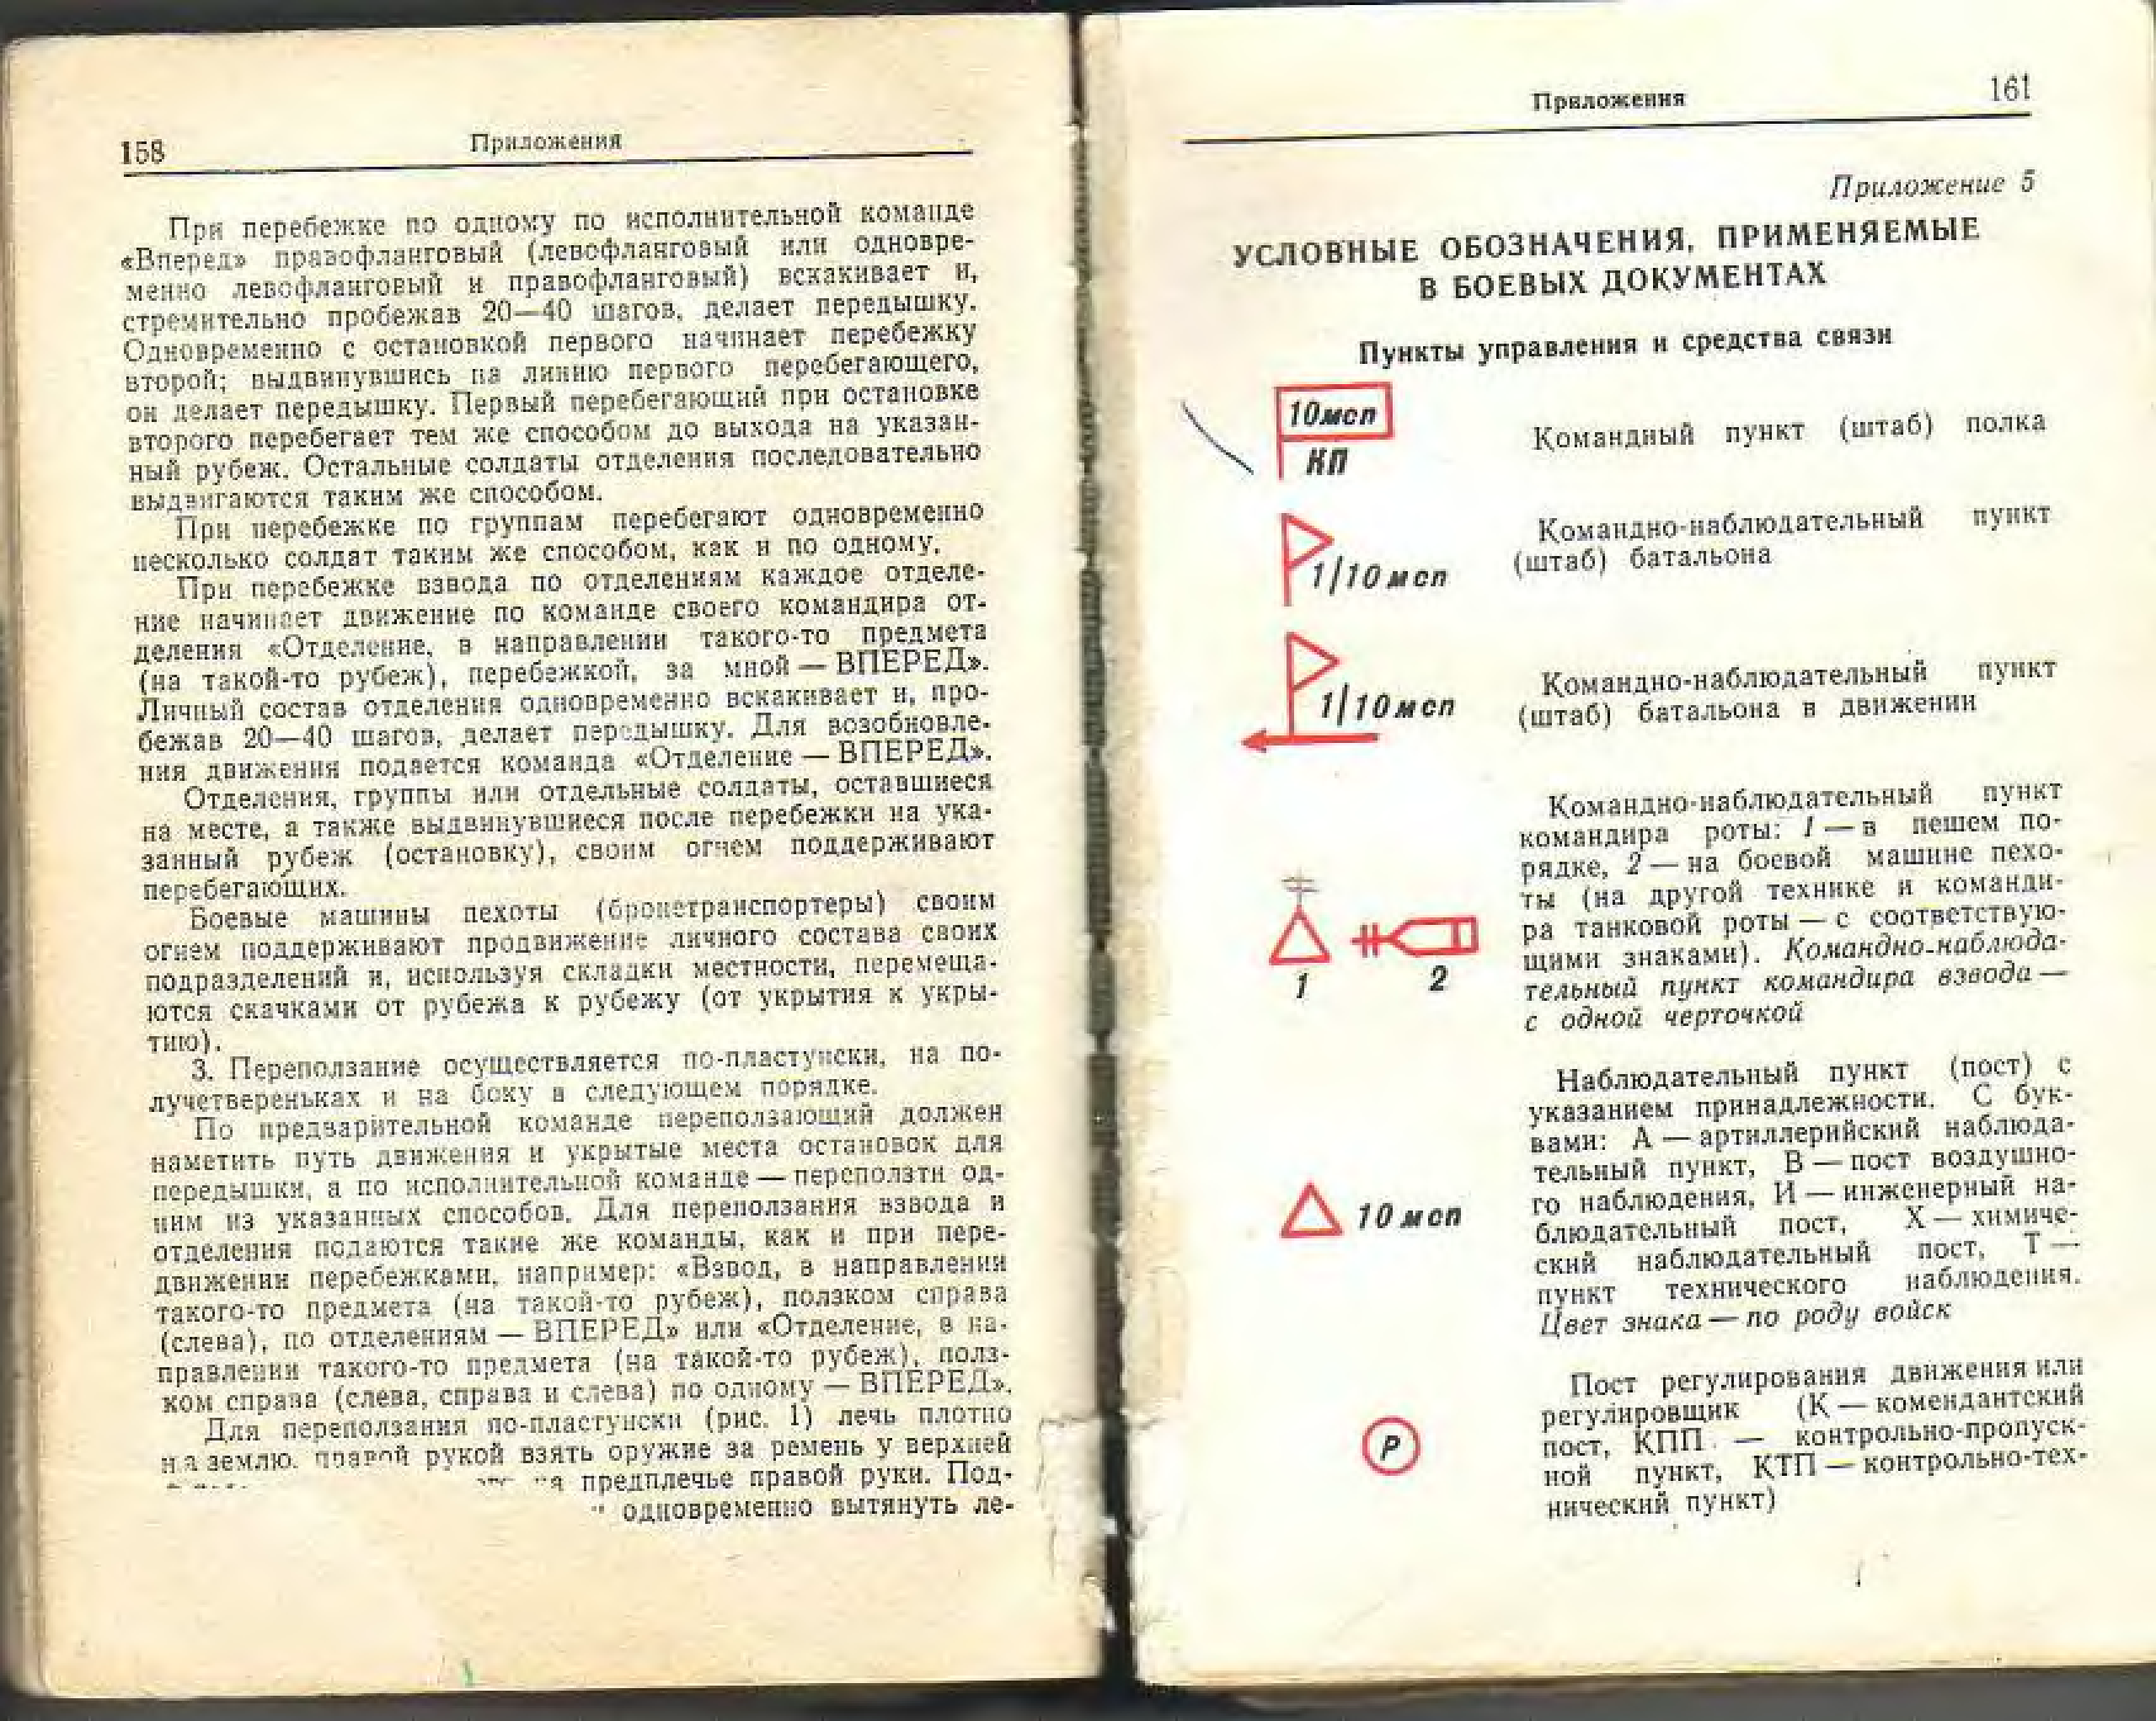 158
Приложения
При перебежке по одному по исполнительной команде
«Вперед» правофланговый (левофланговый или одновре-
менно левофланговый и правофланговый) вскакивает и,
стремительно пробежав 20—40 шагов, делает передышку.
Одновременно с остановкой первого начинает перебежку
второй; выдвинувшись на линию первого перебегающего,
он делает передышку. Первый перебегающий при остановке
второго перебегает тем же способом до выхода на указан-
ный рубеж. Остальные солдаты отделения последовательно
выдвигаются таким же способом.
При перебежке по группам перебегают одновременно
несколько солдат таким же способом, как и по одному.
При перебежке взвода по отделениям каждое отделе-
ние начинает движение по команде своего командира от-
деления «Отделение, в направлении такого-то предмета
(на такой-то рубеж), перебежкой, за мной — ВПЕРЕД».
Личный состав отделения одновременно вскакивает и, про-
бежав 20—40 шагов, делает передышку. Для возобновле-
ния движения подается команда «Отделение — ВПЕРЕД».
Отделения, группы или отдельные солдаты, оставшиеся
на месте, а также выдвинувшиеся после перебежки на ука-
занный рубеж (остановку), своим огнем поддерживают
перебегающих.
Боевые машины пехоты (бронетранспортеры) своим
огнем поддерживают продвижение личного состава своих
подразделений и, используя складки местности, перемеща-
ются скачками от рубежа к рубежу (от укрытия к укры-
тию).
3. Переползание осуществляется по-пластунски, на по-
лучетвереньках и на боку в следующем порядке.
По предварительной команде переползающий должен
наметить путь движения и укрытые места остановок для
передышки, а по исполнительной команде — переползти од-
ним из указанных способов. Для переползания взвода и
отделения подаются такие же команды, как и при пере-
движении перебежками, например: «Взвод, в направлении
такого-то предмета (на такой-то рубеж), ползком справа
(слева), по отделениям — ВПЕРЕД» или «Отделение, в на-
правлении такого-то предмета (на такой-то рубеж), полз-
ком справа (слева, справа и слева) по одному — ВПЕРЕД».
Для переползания по-пластунски (рис. 1) лечь плотно
на землю, правой рукой взять оружие за ремень у верхней
предплечье правой руки. Под-
одновременно вытянуть ле-
Приложения
161
Приложение 5
УСЛОВНЫЕ ОБОЗНАЧЕНИЯ, ПРИМЕНЯЕМЫЕ
В БОЕВЫХ ДОКУМЕНТАХ
Пункты управления и средства связи
10мсп
КП
Командный пункт (штаб) полка
1/10мсп
Командно-наблюдательный пункт
(штаб) батальона
1/10мсп
Командно-наблюдательный пункт
(штаб) батальона в движении
1
2
Командно-наблюдательный пункт
командира роты: 1 — в пешем по-
рядке, 2 — на боевой машине пехо-
ты (на другой технике и команди-
ра танковой роты — с соответствую-
щими знаками). Командно-наблюда-
тельный пункт командира взвода —
с одной черточкой
10мсп
Наблюдательный пункт (пост) с
указанием принадлежности. С бук-
вами: А — артиллерийский наблюда-
тельный пункт, В — пост воздушно-
го наблюдения, И — инженерный на-
блюдательный пост, Х — химиче-
ский наблюдательный пост, Т —
пункт технического наблюдения.
Цвет знака — по роду войск
Р
Пост регулирования движения или
регулировщик (К — комендантский
пост, КПП — контрольно-пропуск-
ной пункт, КТП — контрольно-тех-
нический пункт)